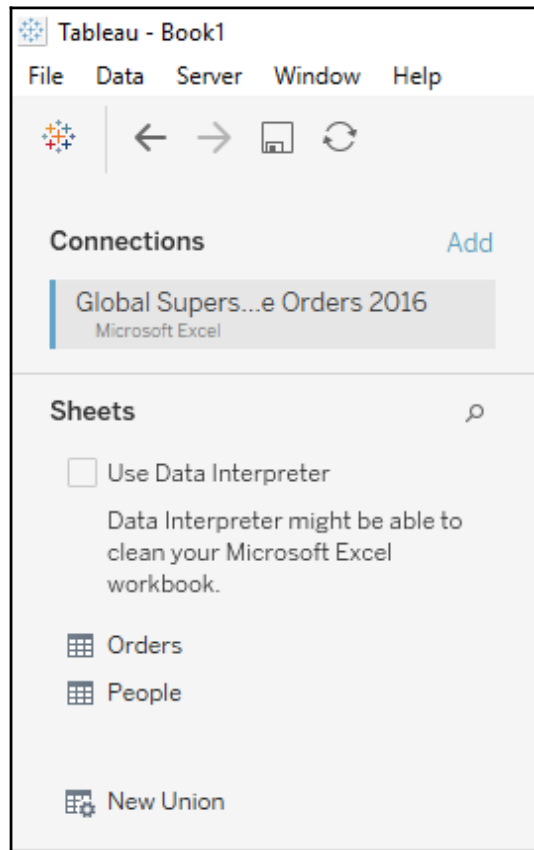 Tableau - Book1
File Data Server Window Help
Connections Add
Global Supers...e Orders 2016
Microsoft Excel
Sheets
Use Data Interpreter
Data Interpreter might be able to
clean your Microsoft Excel
workbook.
Orders
People
New Union